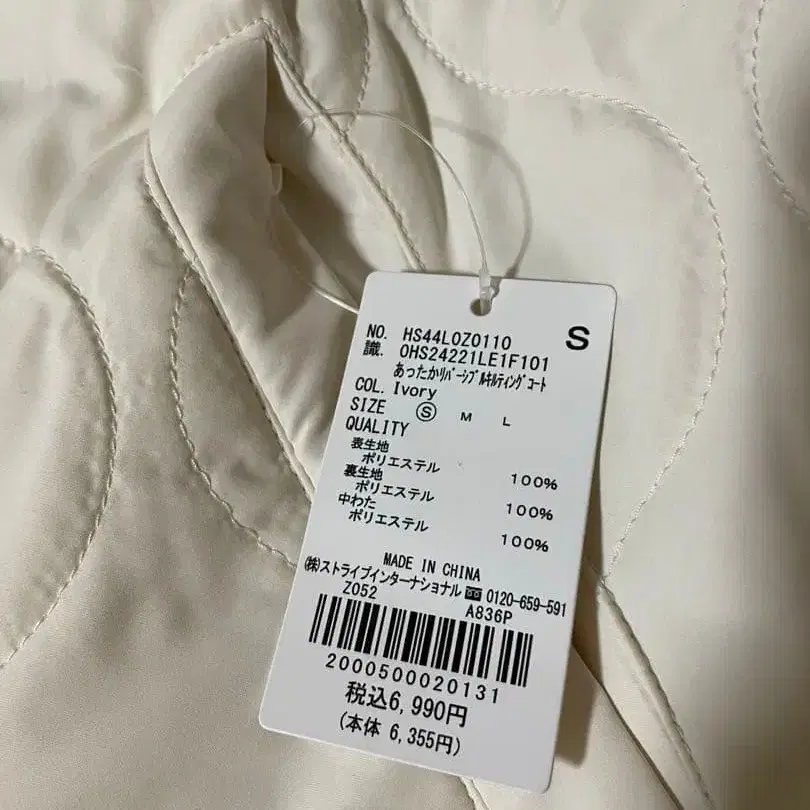 S
NO. HS44L0Z0110
識. OHS24221LE1F101
あったかﾘﾊﾞｰｼﾌﾞﾙｷﾙﾃｨﾝｸﾞｺｰﾄ
COL. Ivory
SIZE Ⓢ M L
QUALITY
表生地
ポリエステル 100%
裏生地
ポリエステル 100%
中わた
ポリエステル 100%
MADE IN CHINA
㈱ストライプインターナショナル 0120-659-591
Z052 A836P
2000500020131
税込6,990円
(本体 6,355円)